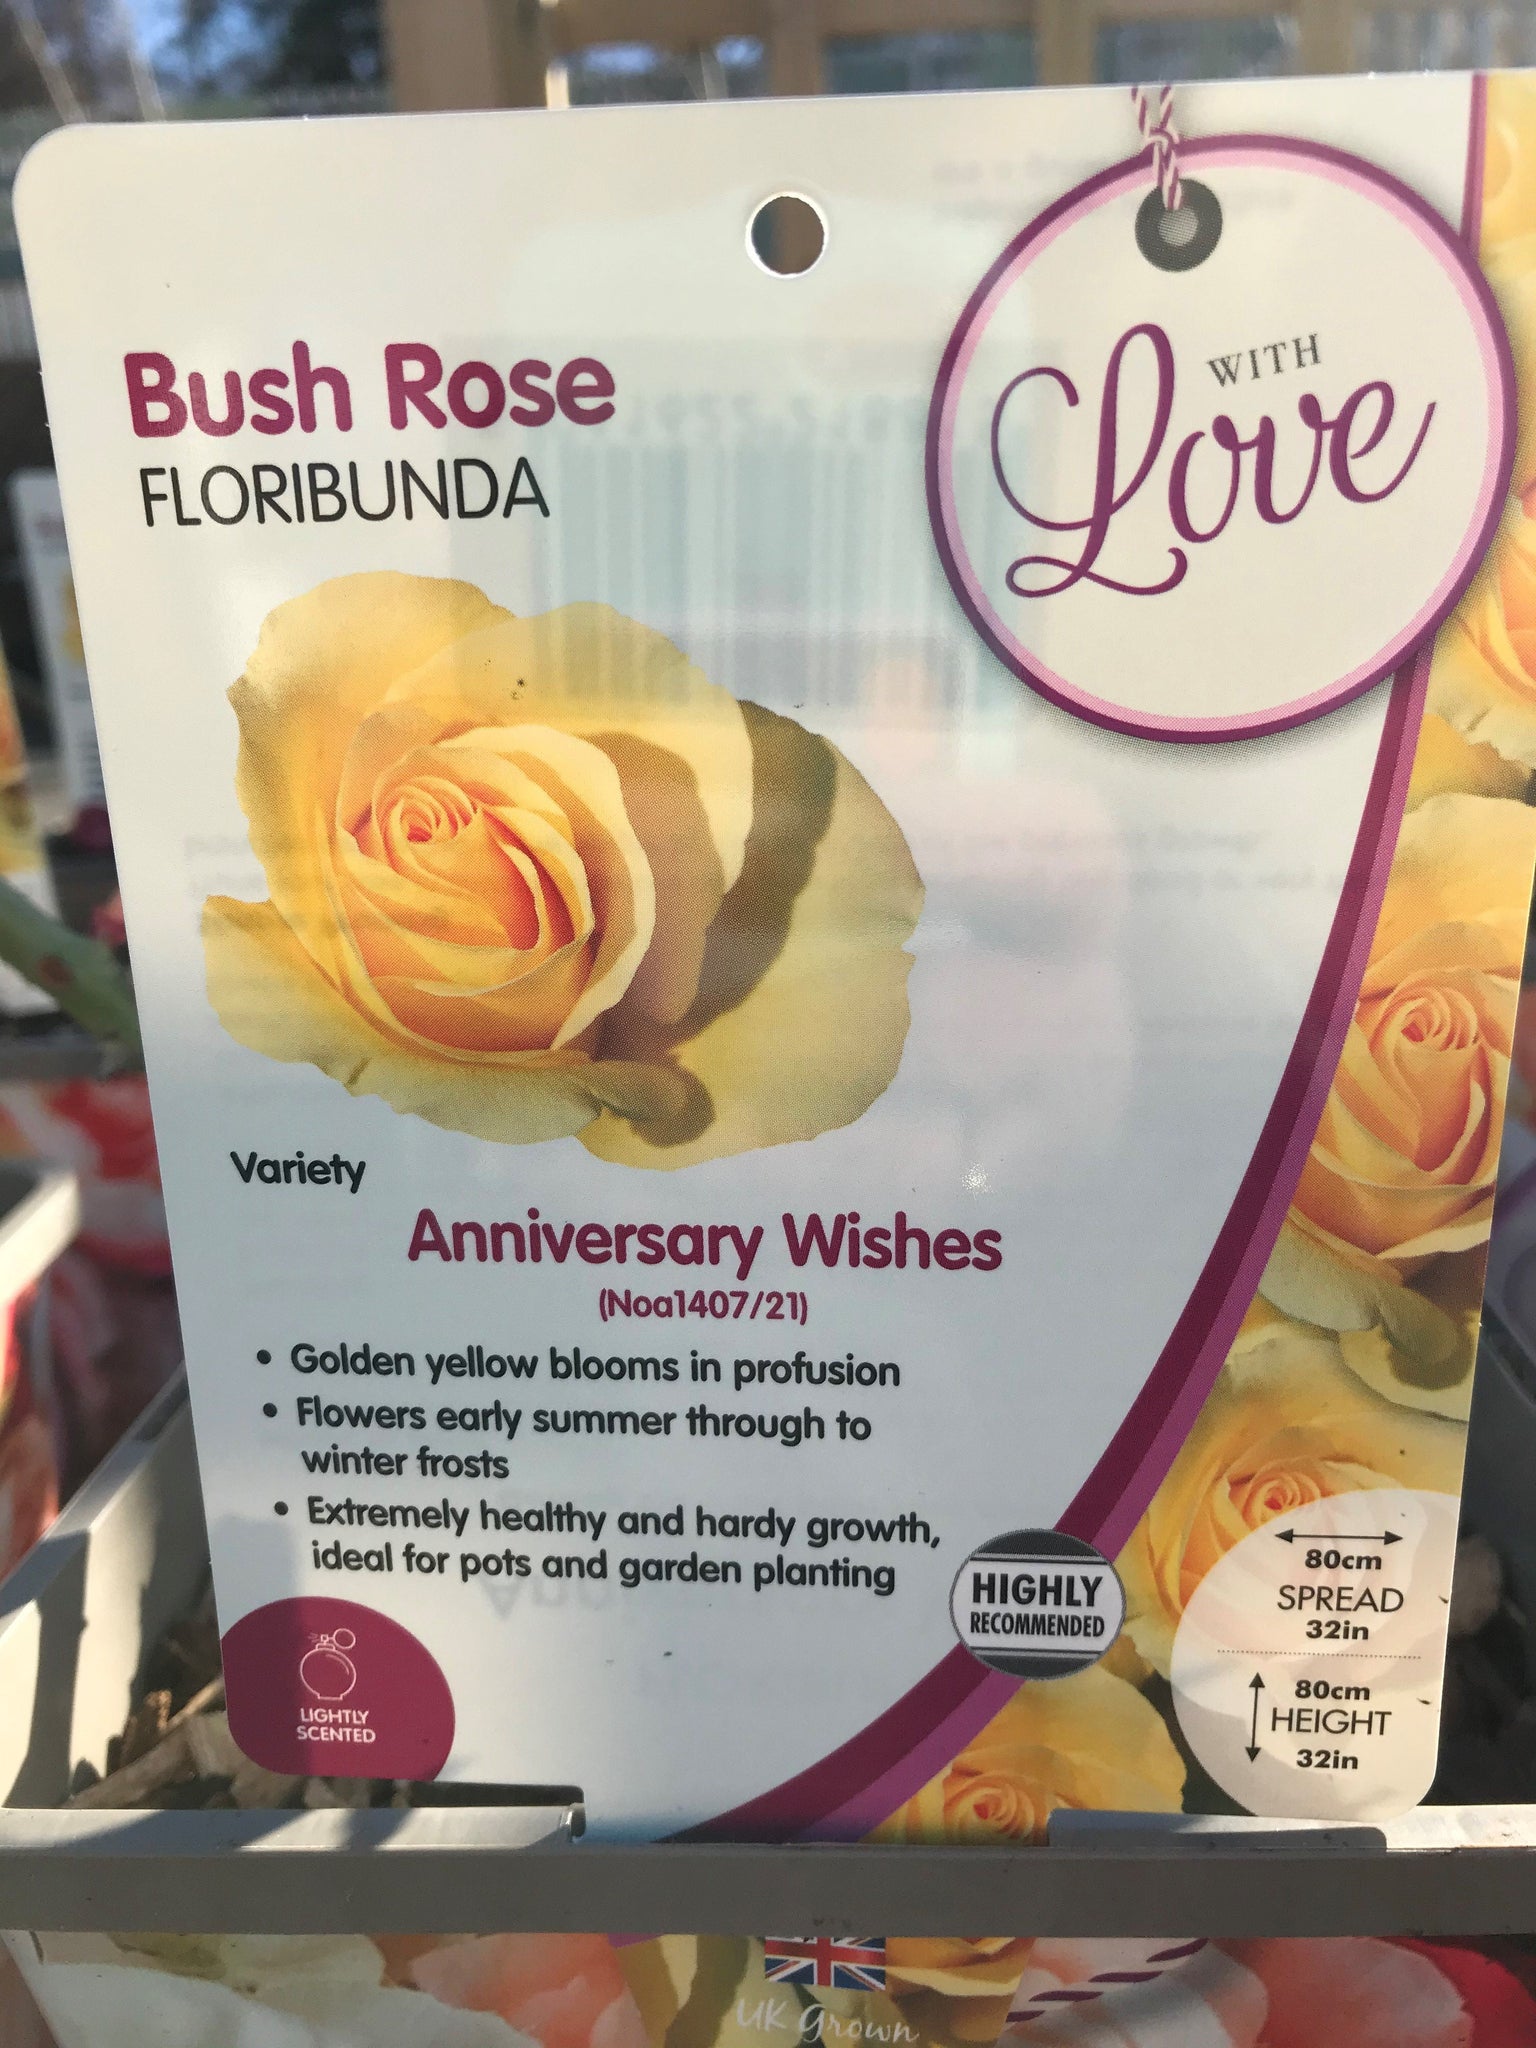 WITH
Love
Bush Rose
FLORIBUNDA
Variety
Anniversary Wishes
(Noa1407/21)
• Golden yellow blooms in profusion
• Flowers early summer through to
winter frosts
• Extremely healthy and hardy growth,
ideal for pots and garden planting
HIGHLY
RECOMMENDED
LIGHTLY
SCENTED
80cm
SPREAD
32in
80cm
HEIGHT
32in
UK Grown